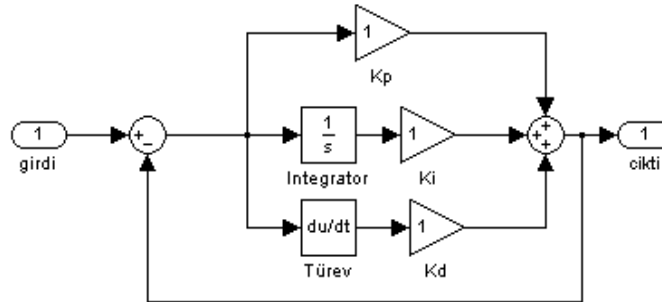 1
Kp
1
girdi
+
−
1
s
Integrator
1
Ki
+
+
+
1
cikti
du/dt
Türev
1
Kd